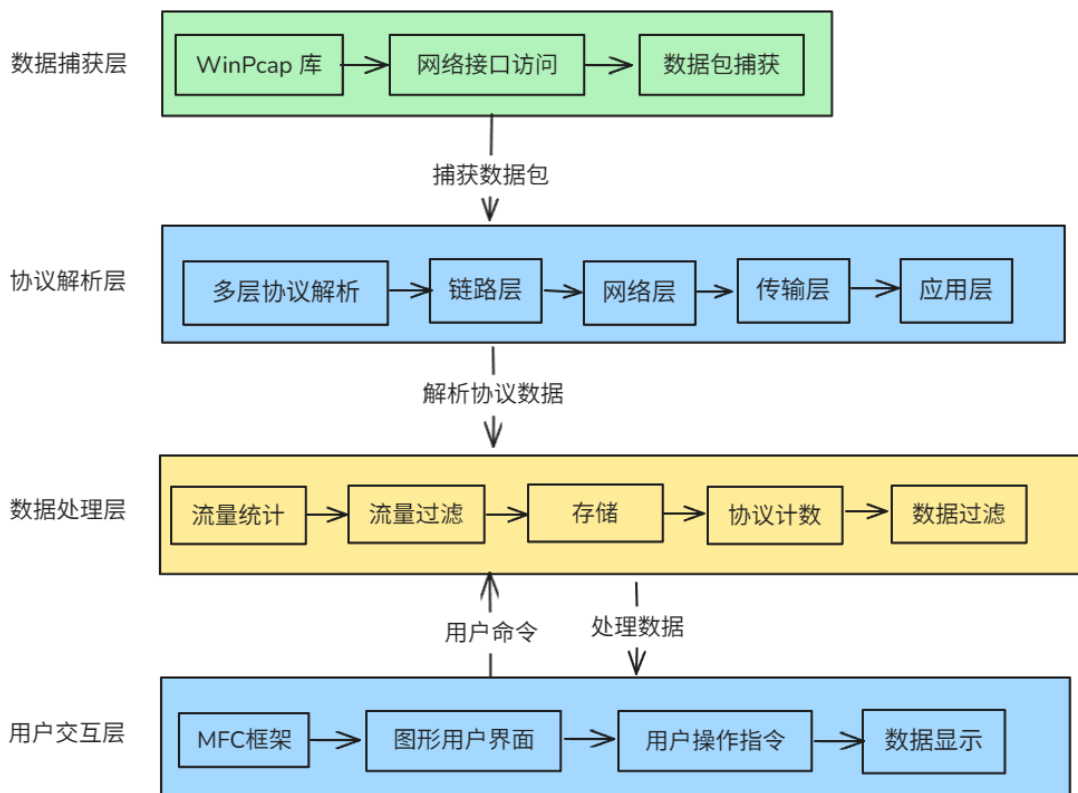 数据捕获层
WinPcap 库
网络接口访问
数据包捕获
捕获数据包
协议解析层
多层协议解析
链路层
网络层
传输层
应用层
解析协议数据
数据处理层
流量统计
流量过滤
存储
协议计数
数据过滤
用户命令
处理数据
用户交互层
MFC框架
图形用户界面
用户操作指令
数据显示